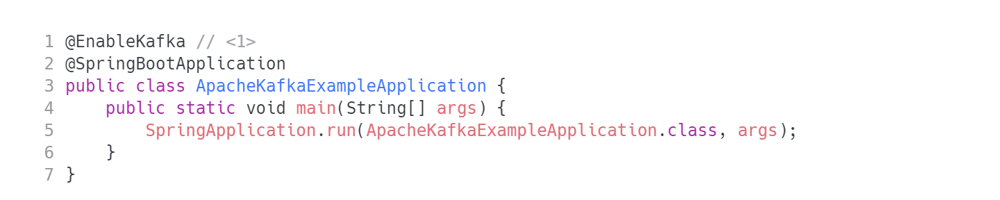 1 @EnableKafka // <1>
2 @SpringBootApplication
3 public class ApacheKafkaExampleApplication {
4     public static void main(String[] args) {
5         SpringApplication.run(ApacheKafkaExampleApplication.class, args);
6     }
7 }